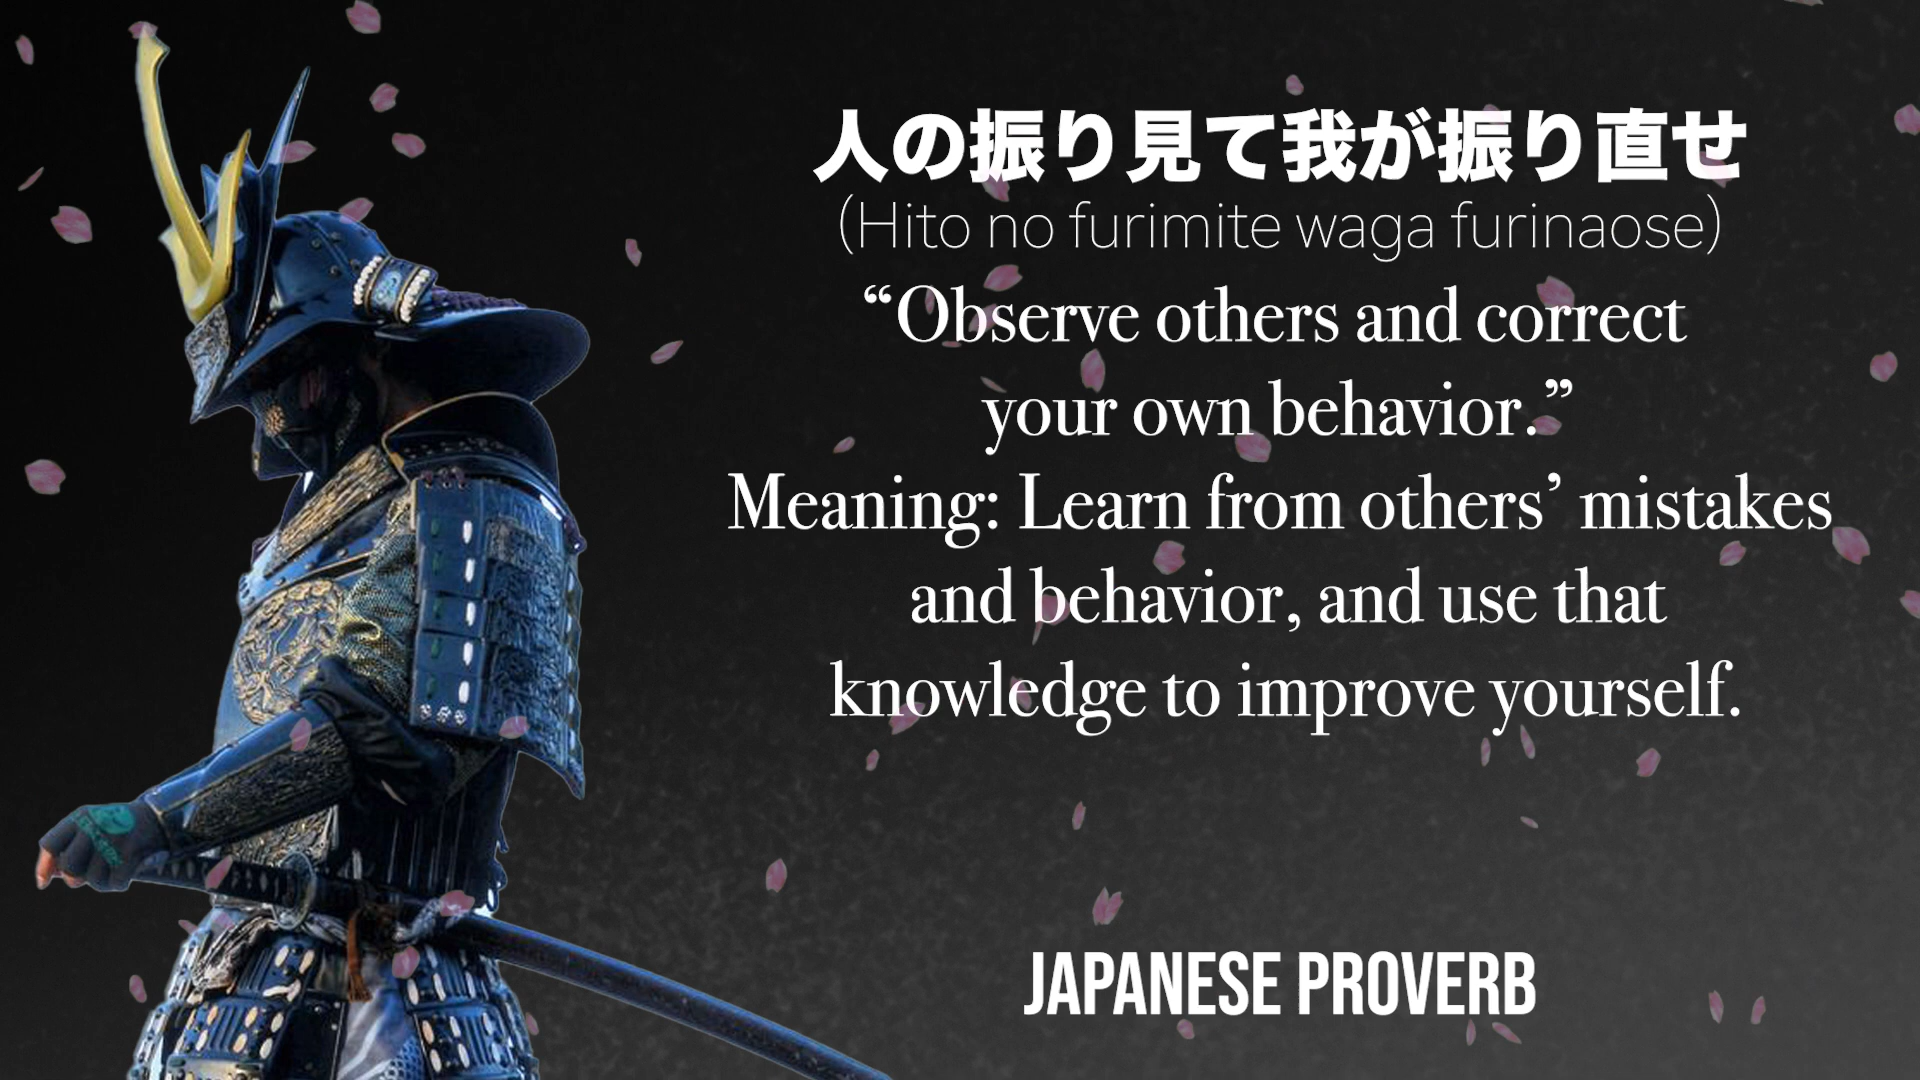 人の振り見て我が振り直せ
(Hito no furimite waga furinaose)
“Observe others and correct
your own behavior.”
Meaning: Learn from others’ mistakes
and behavior, and use that
knowledge to improve yourself.
JAPANESE PROVERB